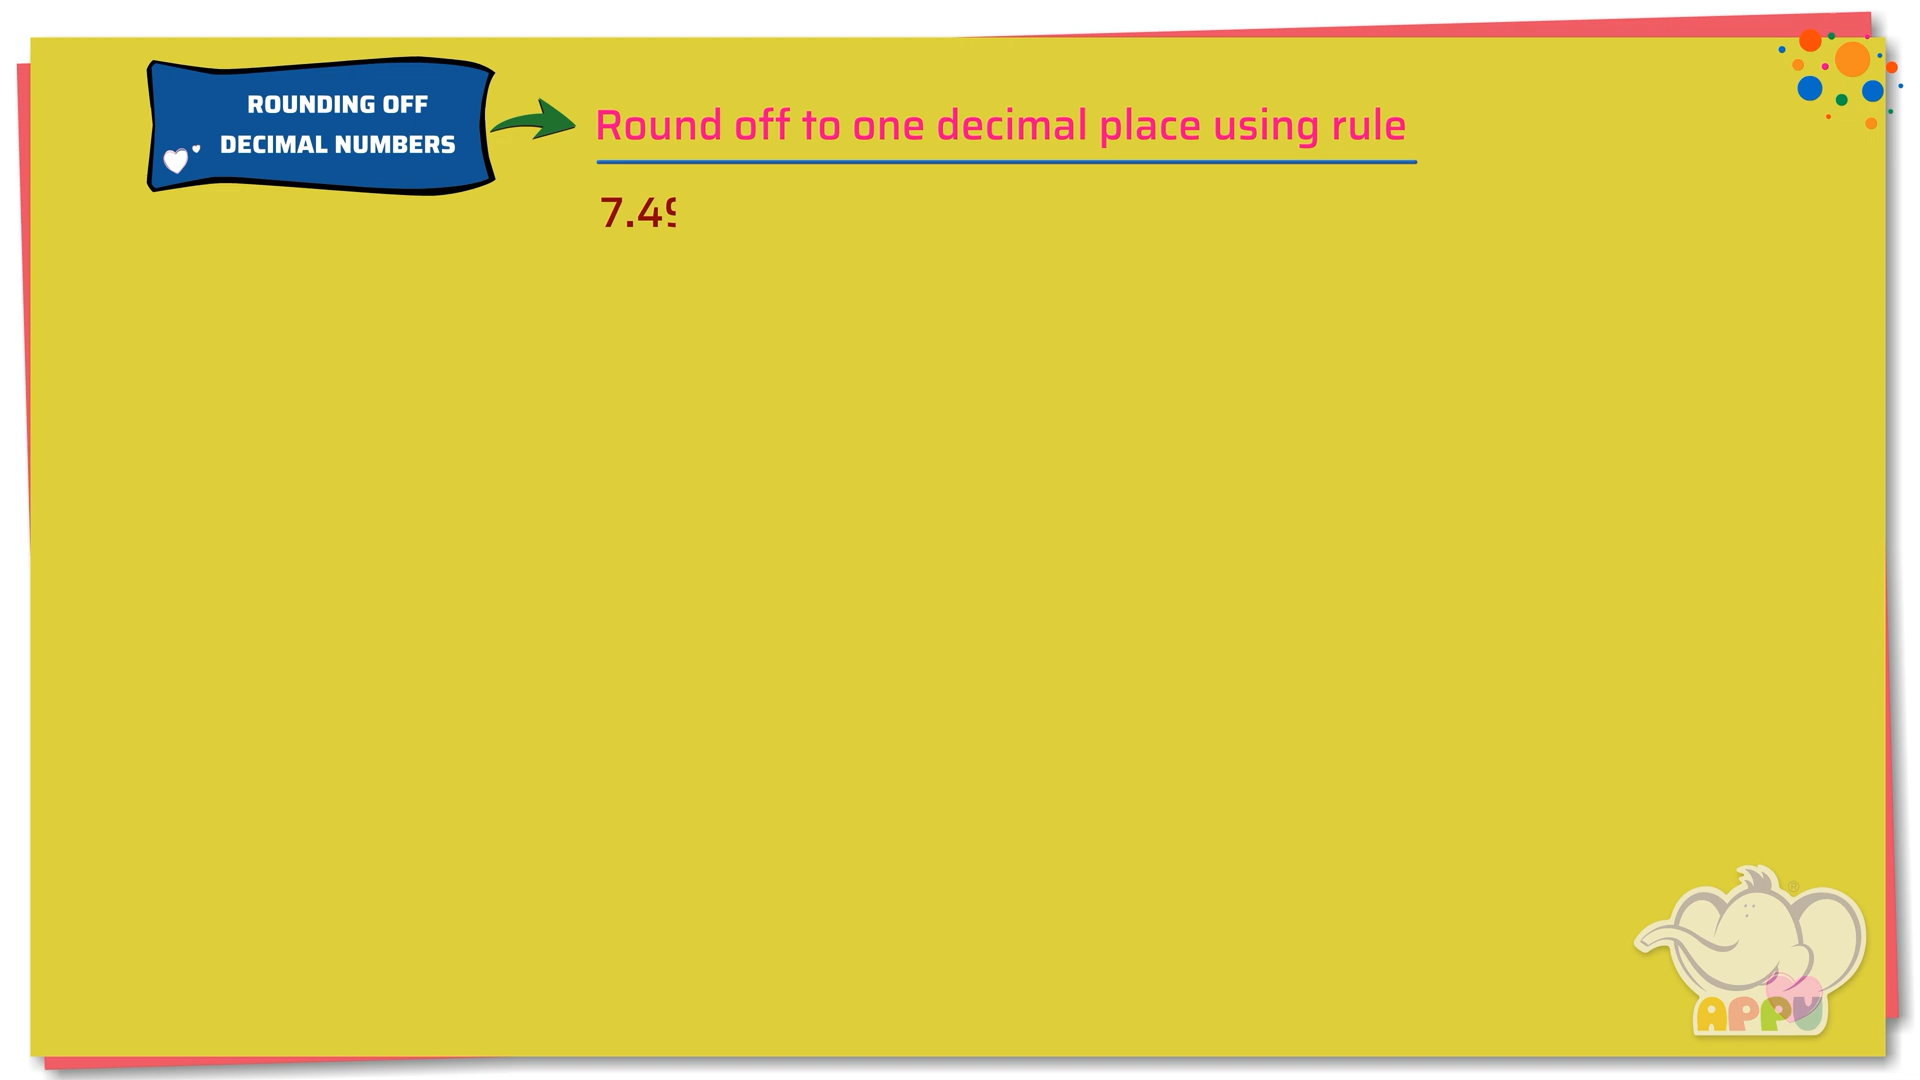 ROUNDING OFF
DECIMAL NUMBERS
Round off to one decimal place using rule
7.4
APPU